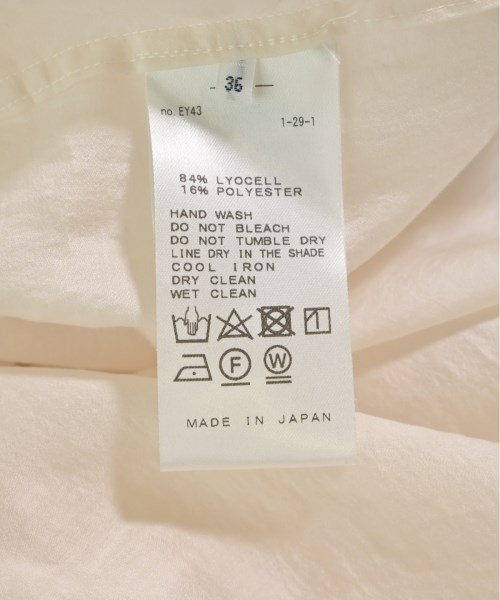 - 36 —
no. EY43
1-29-1
84% LYOCELL
16% POLYESTER
HAND WASH
DO NOT BLEACH
DO NOT TUMBLE DRY
LINE DRY IN THE SHADE
COOL IRON
DRY CLEAN
WET CLEAN
F W
MADE IN JAPAN